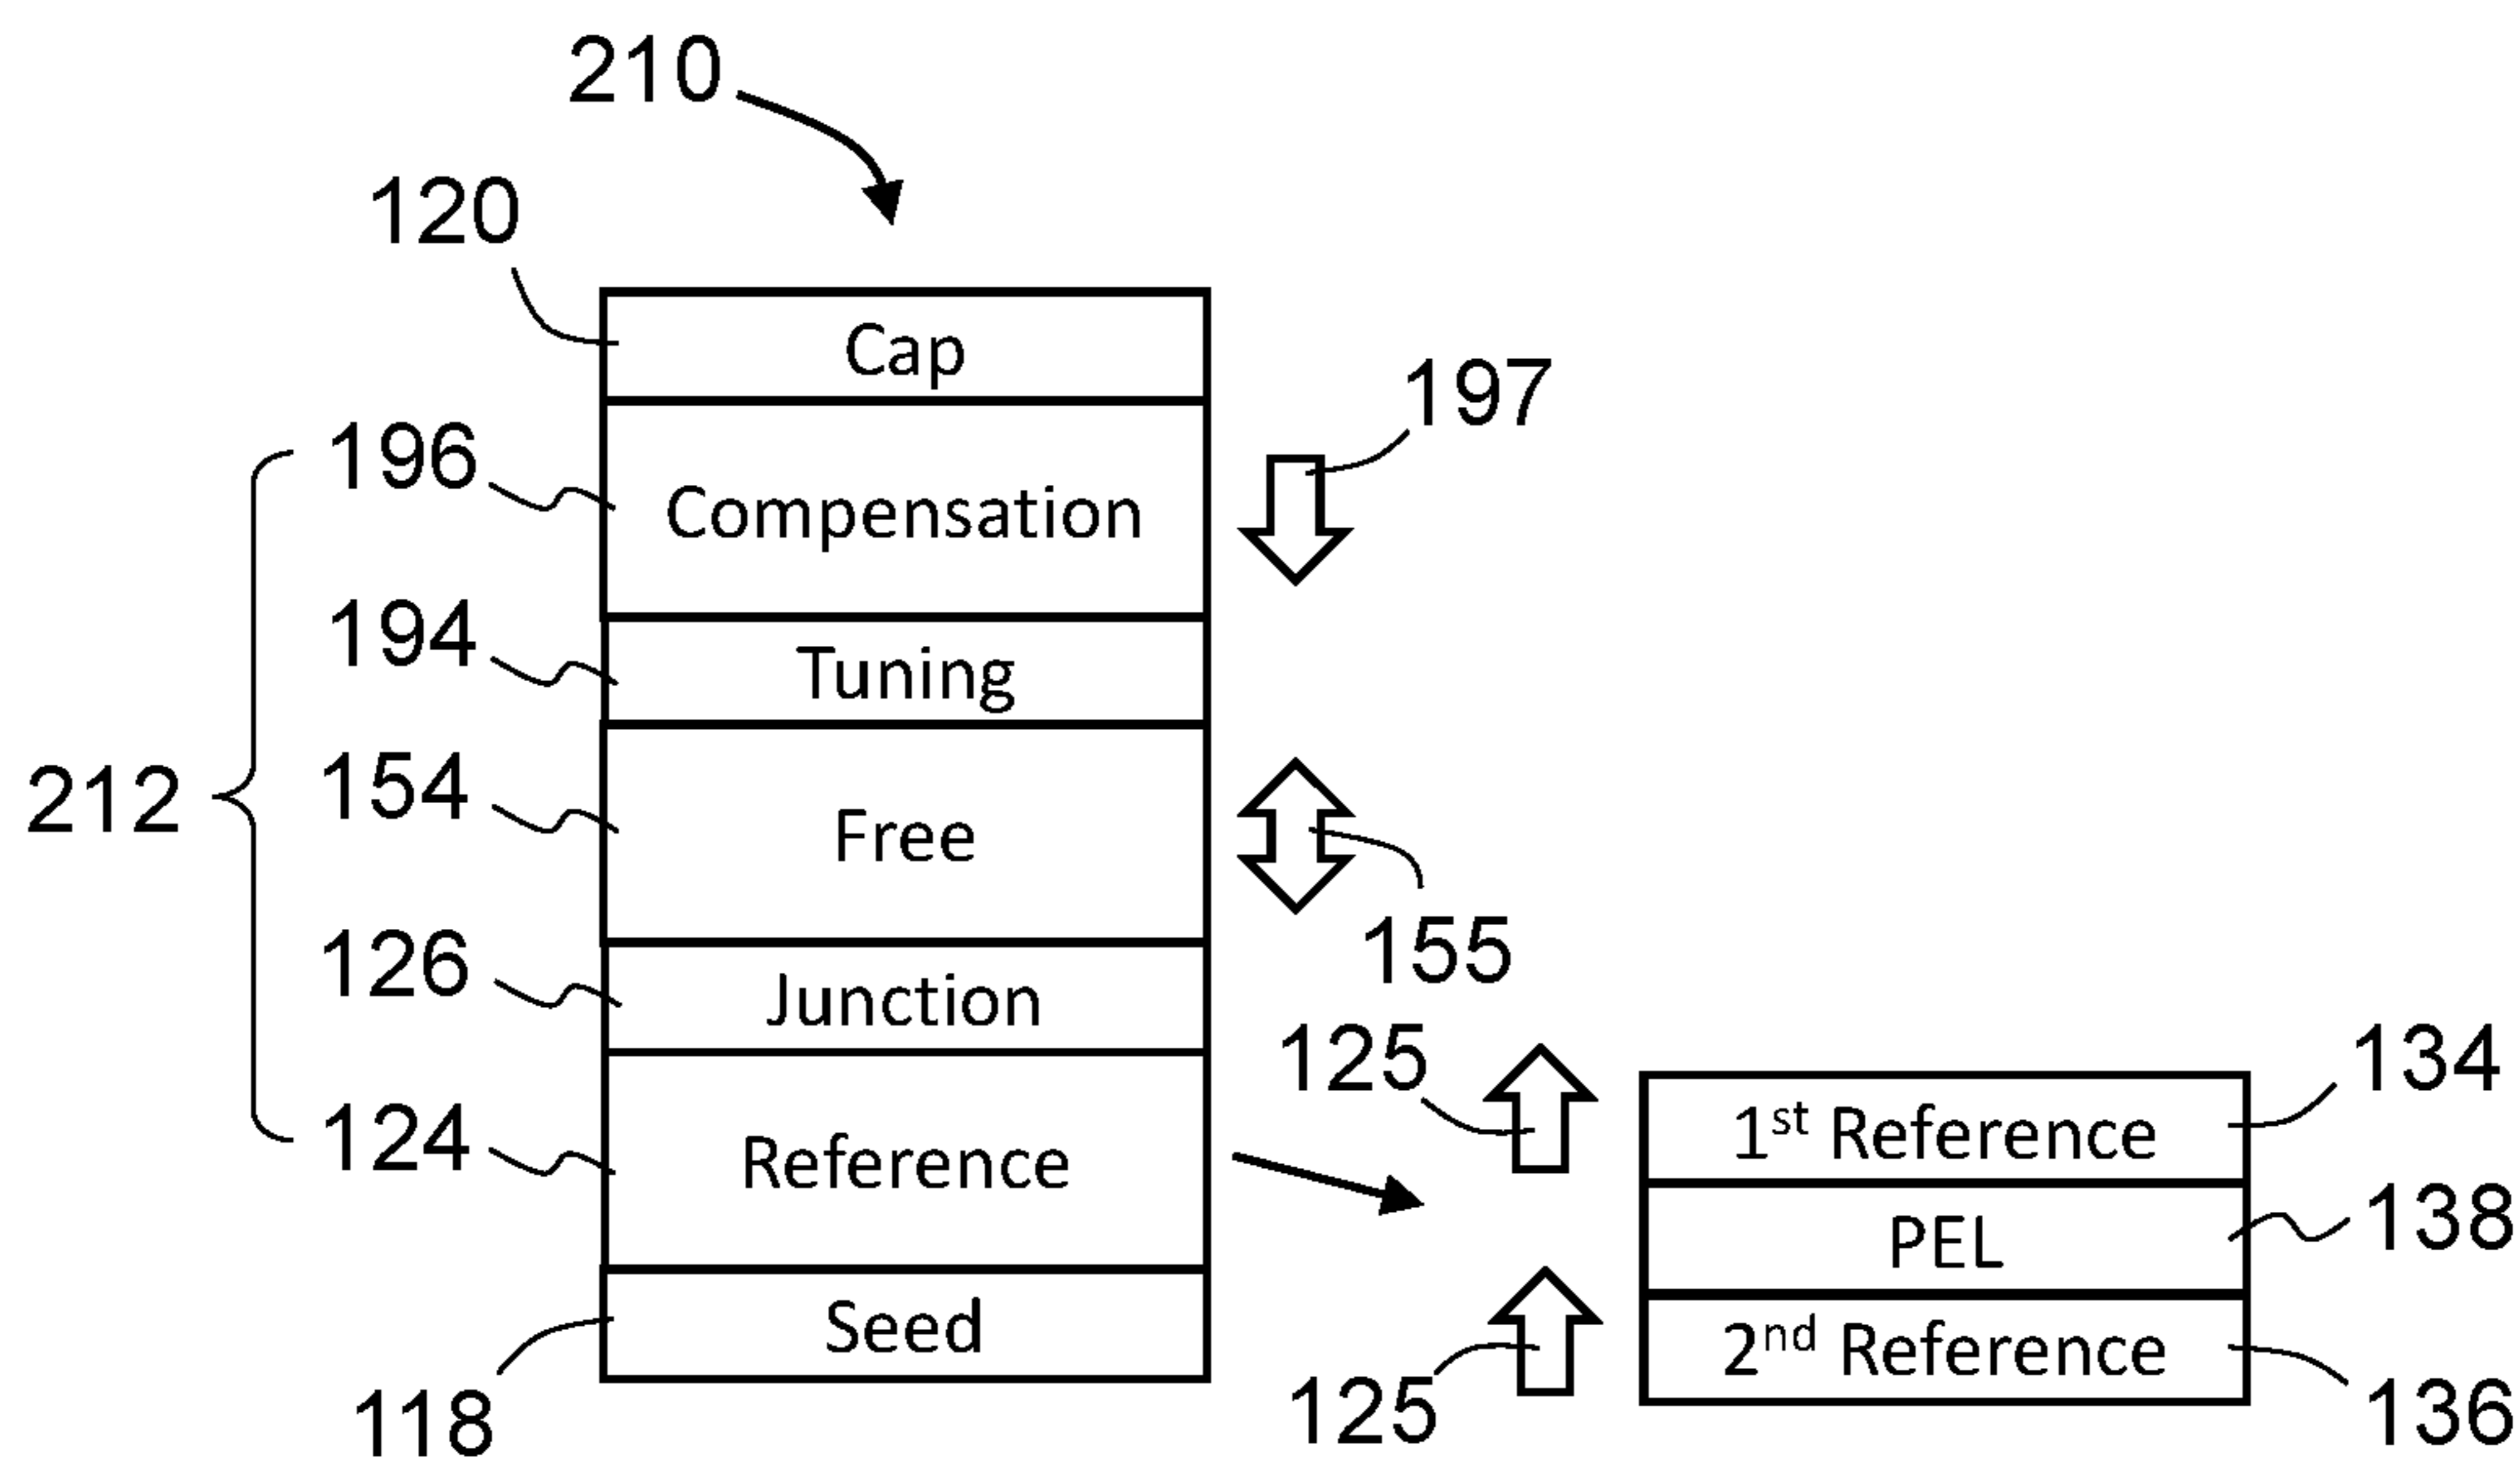 210
120
Cap
197
196
Compensation
194
Tuning
212
154
Free
155
126
Junction
125
134
1st Reference
124
Reference
138
PEL
118
Seed
125
2nd Reference
136